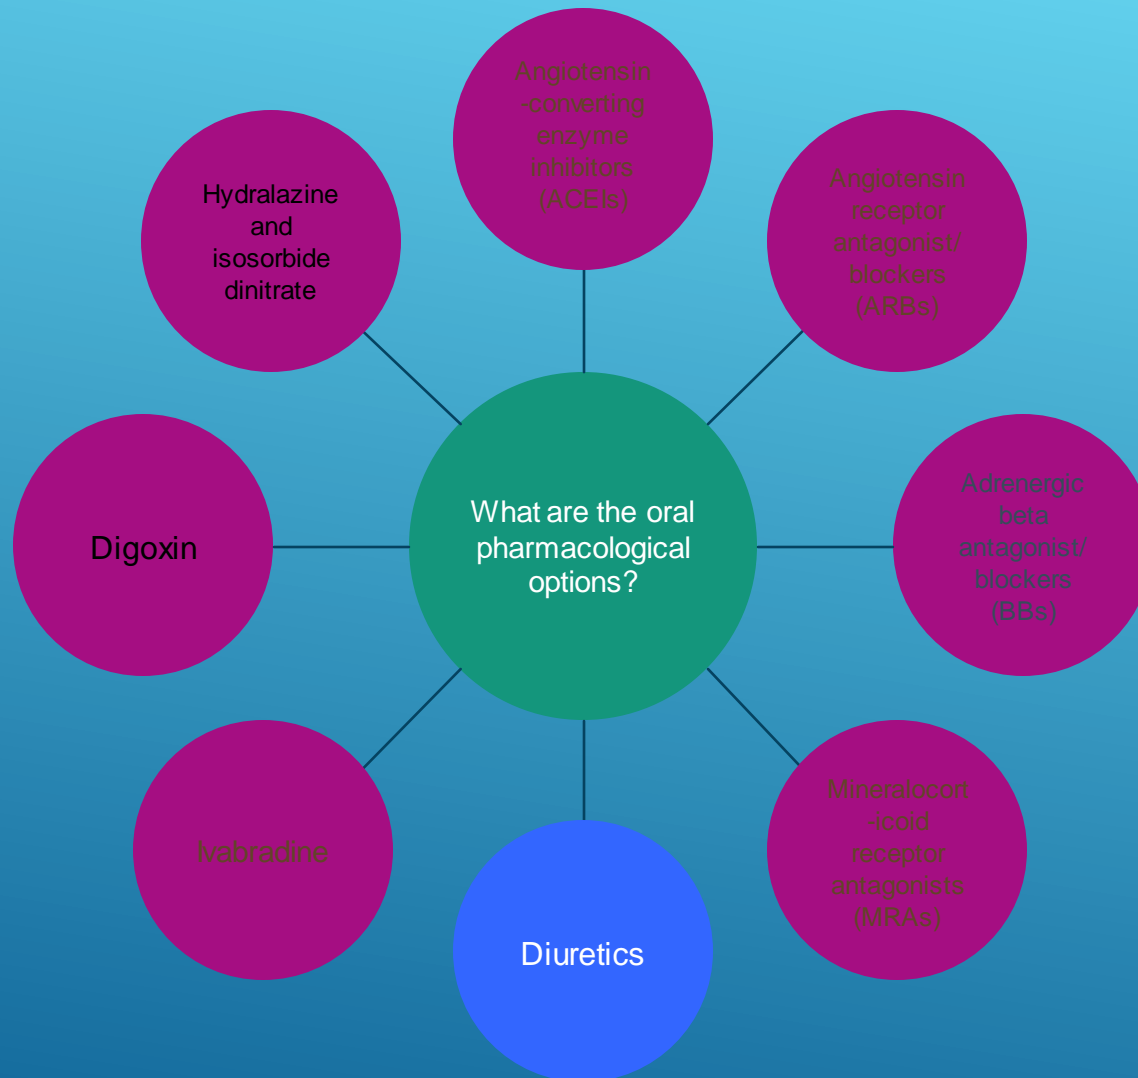 Angiotensin
-converting
enzyme
inhibitors
(ACEIs)
Hydralazine
and
isosorbide
dinitrate
Angiotensin
receptor
antagonist/
blockers
(ARBs)
What are the oral
pharmacological
options?
Digoxin
Adrenergic
beta
antagonist/
blockers
(BBs)
Ivabradine
Mineralocort
-icoid
receptor
antagonists
(MRAs)
Diuretics